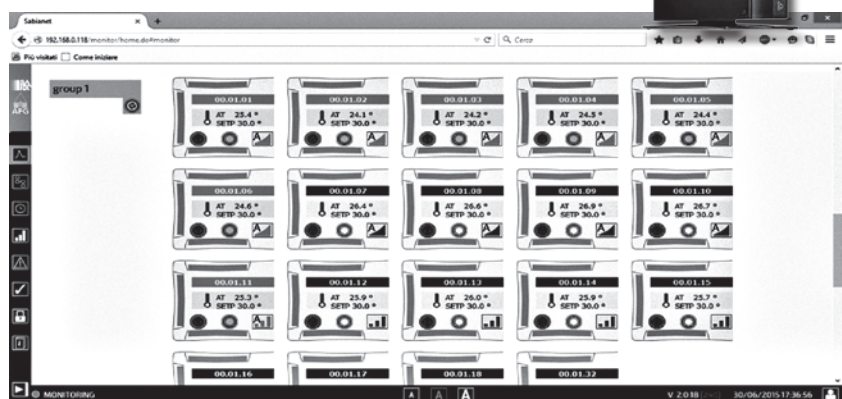 Sabianet
192.168.0.118/monitor/home.do#monitor
Cerca
Più visitati Come iniziare
group 1
APG
00.01.01
AT 25.4 °
SETP 30.0 °
A
00.01.02
AT 24.1 °
SETP 30.0 °
A
00.01.03
AT 24.2 °
SETP 30.0 °
A
00.01.04
AT 24.5 °
SETP 30.0 °
A
00.01.05
AT 24.4 °
SETP 30.0 °
A
00.01.06
AT 24.6 °
SETP 30.0 °
A
00.01.07
AT 26.4 °
SETP 30.0 °
A
00.01.08
AT 26.6 °
SETP 30.0 °
A
00.01.09
AT 26.9 °
SETP 30.0 °
A
00.01.10
AT 26.7 °
SETP 30.0 °
A
00.01.11
AT 25.3 °
SETP 30.0 °
A
00.01.12
AT 25.9 °
SETP 30.0 °
00.01.13
AT 26.0 °
SETP 30.0 °
00.01.14
AT 25.9 °
SETP 30.0 °
00.01.15
AT 25.7 °
SETP 30.0 °
00.01.16
00.01.17
00.01.18
00.01.32
MONITORING
A A A
V. 2.0.18
30/06/2015 17:36:56